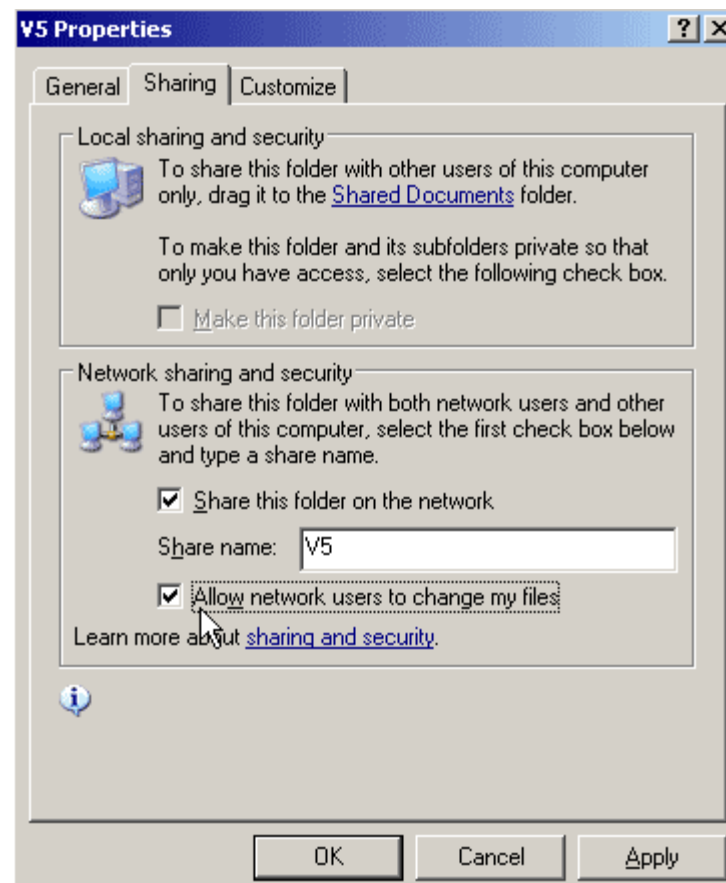 V5 Properties
General Sharing Customize
Local sharing and security
To share this folder with other users of this computer
only, drag it to the Shared Documents folder.
To make this folder and its subfolders private so that
only you have access, select the following check box.
Make this folder private
Network sharing and security
To share this folder with both network users and other
users of this computer, select the first check box below
and type a share name.
Share this folder on the network
Share name: V5
Allow network users to change my files
Learn more about sharing and security.
OK Cancel Apply